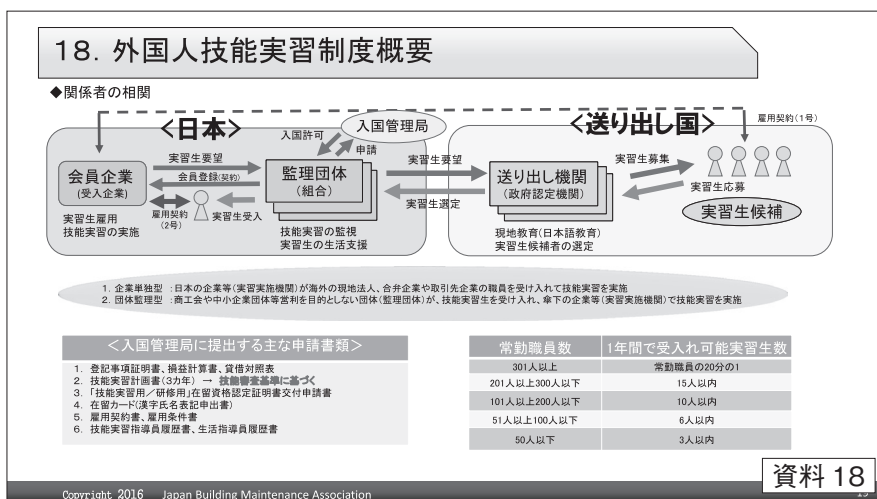 18．外国人技能実習制度概要
◆関係者の相関
＜日本＞
入国許可
入国管理局
申請
＜送り出し国＞
雇用契約(1号)
会員企業
(受入企業)
実習生要望
会員登録(契約)
雇用契約
(2号)
実習生受入
実習生雇用
技能実習の実施
監理団体
(組合)
技能実習の監視
実習生の生活支援
実習生要望
実習生選定
送り出し機関
(政府認定機関)
現地教育(日本語教育)
実習生候補者の選定
実習生募集
実習生応募
実習生候補
1．企業単独型 ：日本の企業等(実習実施機関)が海外の現地法人、合弁企業や取引先企業の職員を受け入れて技能実習を実施
2．団体監理型 ：商工会や中小企業団体等営利を目的としない団体(監理団体)が、技能実習生を受け入れ、傘下の企業等(実習実施機関)で技能実習を実施
＜入国管理局に提出する主な申請書類＞
1．登記事項証明書、損益計算書、貸借対照表
2．技能実習計画書(3カ年) → 技能審査基準に基づく
3．「技能実習用／研修用」在留資格認定証明書交付申請書
4．在留カード(漢字氏名表記申出書)
5．雇用契約書、雇用条件書
6．技能実習指導員履歴書、生活指導員履歴書
常勤職員数 1年間で受入れ可能実習生数
301人以上 常勤職員の20分の1
201人以上300人以下 15人以内
101人以上200人以下 10人以内
51人以上100人以下 6人以内
50人以下 3人以内
資料 18
Copyright 2016 Japan Building Maintenance Association